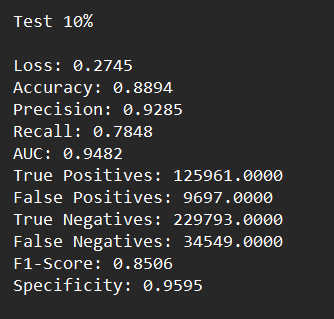 Test 10%
Loss: 0.2745
Accuracy: 0.8894
Precision: 0.9285
Recall: 0.7848
AUC: 0.9482
True Positives: 125961.0000
False Positives: 9697.0000
True Negatives: 229793.0000
False Negatives: 34549.0000
F1-Score: 0.8506
Specificity: 0.9595